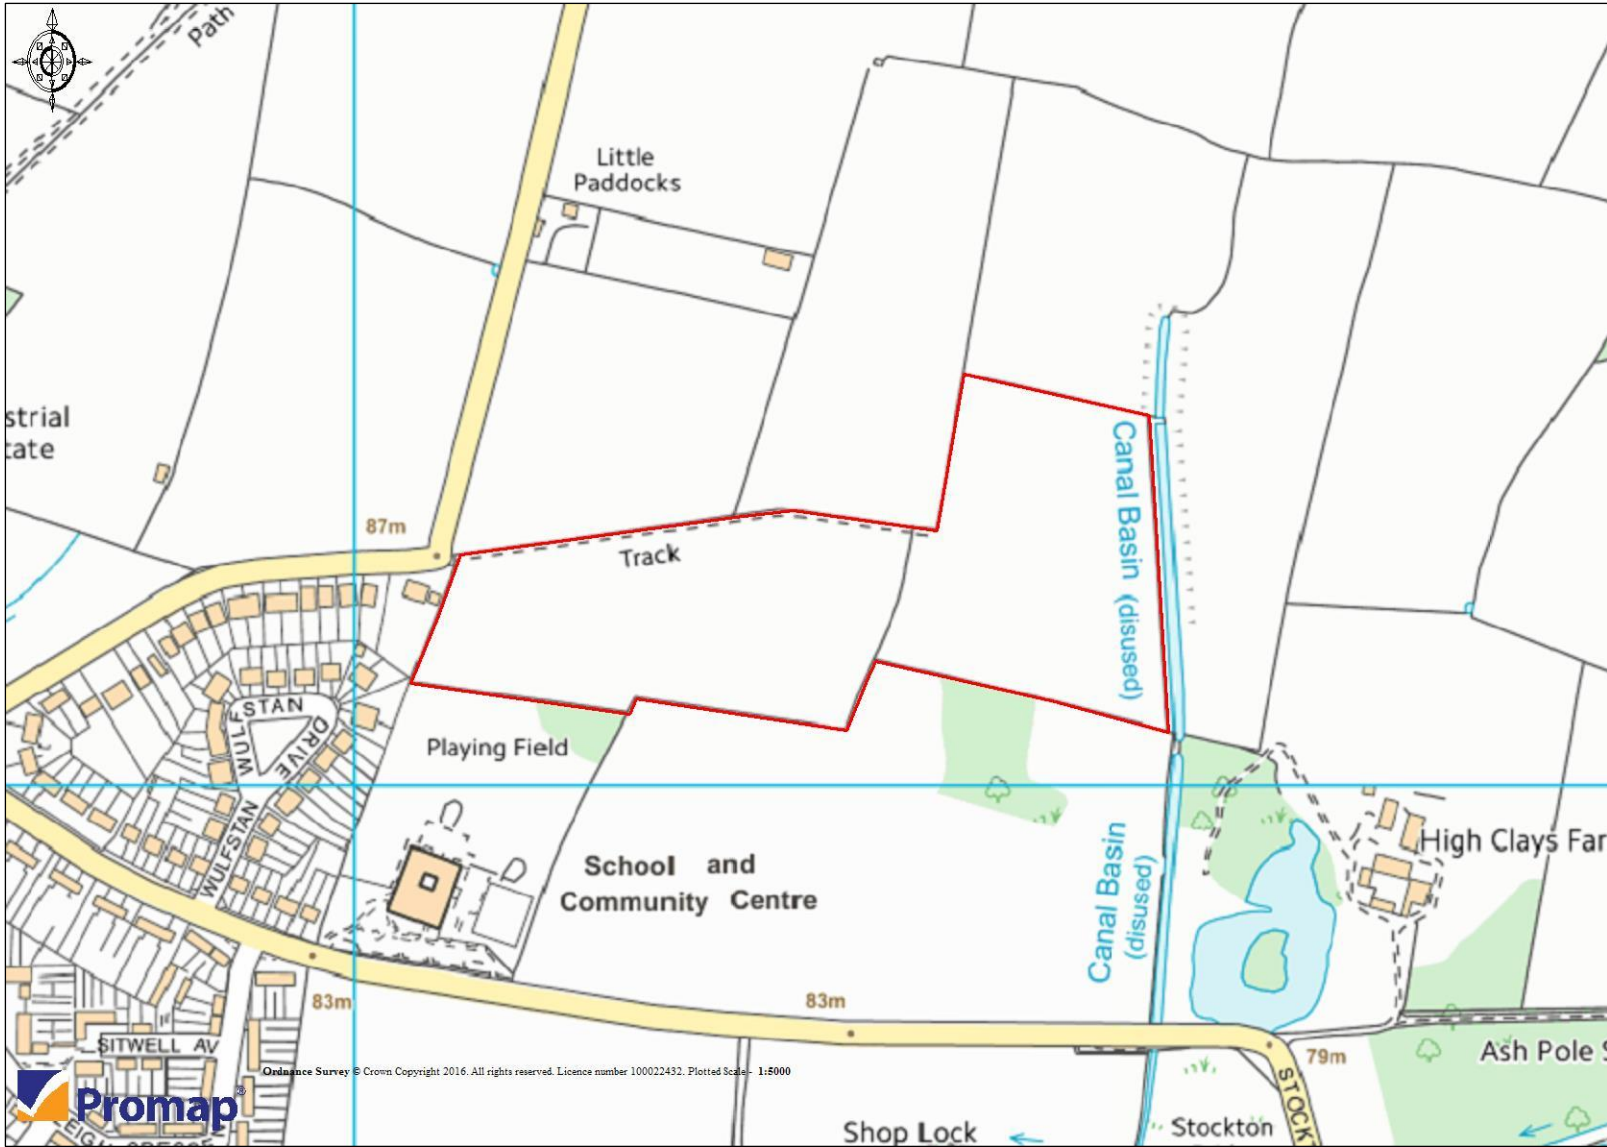 Path
Little
Paddocks
strial
tate
87m
Track
Canal Basin (disused)
WULFSTAN
DRIVE
Playing Field
WULFSTAN
School and
Community Centre
Canal Basin
(disused)
High Clays Far
83m
83m
79m
SITWELL AV
Ash Pole S
STOCK
Ordnance Survey © Crown Copyright 2016. All rights reserved. Licence number 100022432. Plotted Scale - 1:5000
Promap®
Shop Lock
Stockton